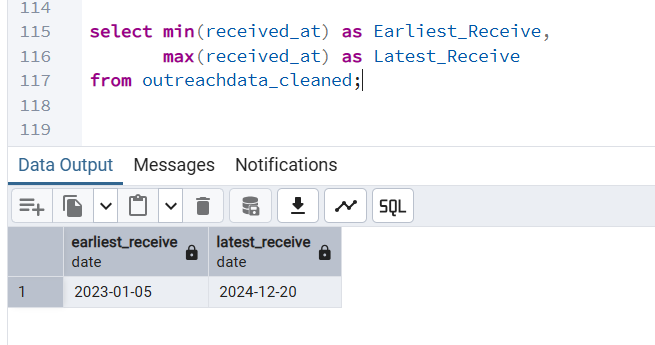 114
115 select min(received_at) as Earliest_Receive,
116 max(received_at) as Latest_Receive
117 from outreachdata_cleaned;
118
119
Data Output Messages Notifications
SQL
earliest_receive latest_receive
date date
1 2023-01-05 2024-12-20